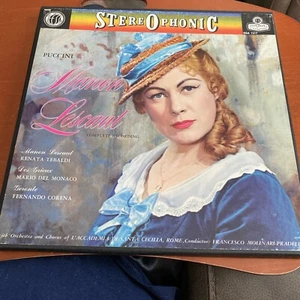 STEREOPHONIC
LONDON
PUCCINI
Manon
Lescaut
COMPLETE RECORDING
Manon Lescaut
RENATA TEBALDI
Des Grieux
MARIO DEL MONACO
Geronte
FERNANDO CORENA
Orchestra and Chorus of L'ACCADEMIA DI SANTA CECILIA, ROME, Conductor: FRANCESCO MOLINARI-PRADELLI